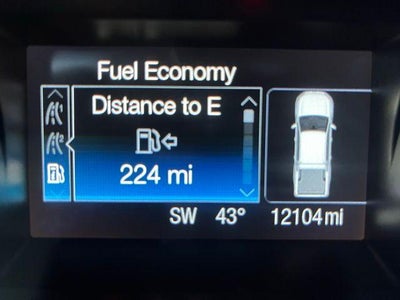 Fuel Economy
Distance to E
224 mi
SW 43° 12104mi